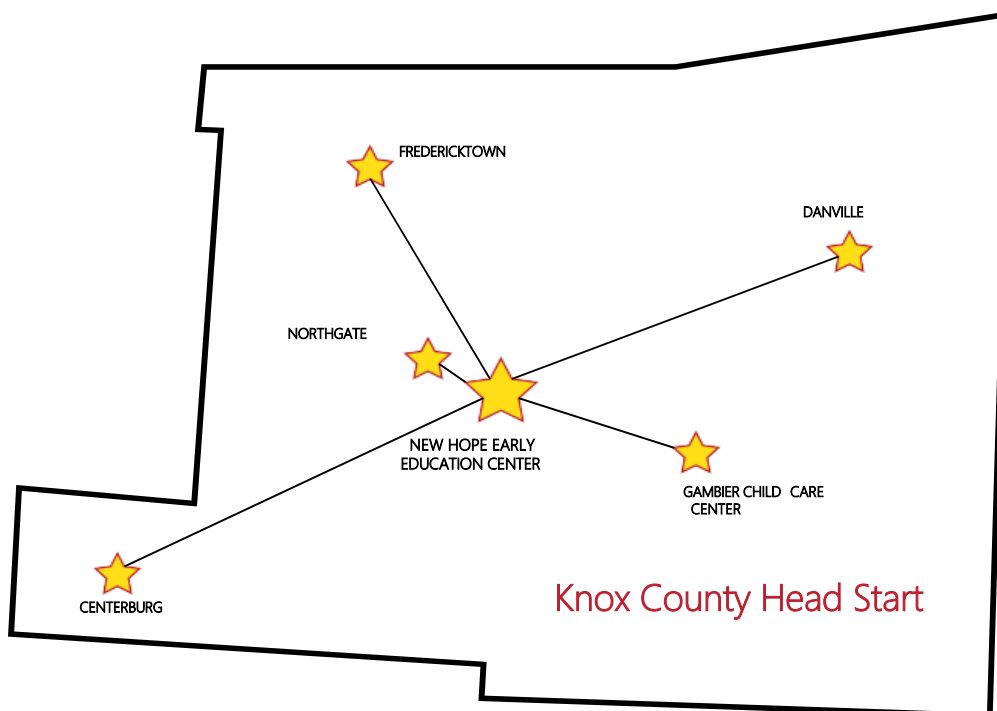 FREDERICKTOWN
DANVILLE
NORTHGATE
NEW HOPE EARLY
EDUCATION CENTER
GAMBIER CHILD CARE
CENTER
CENTERBURG
Knox County Head Start